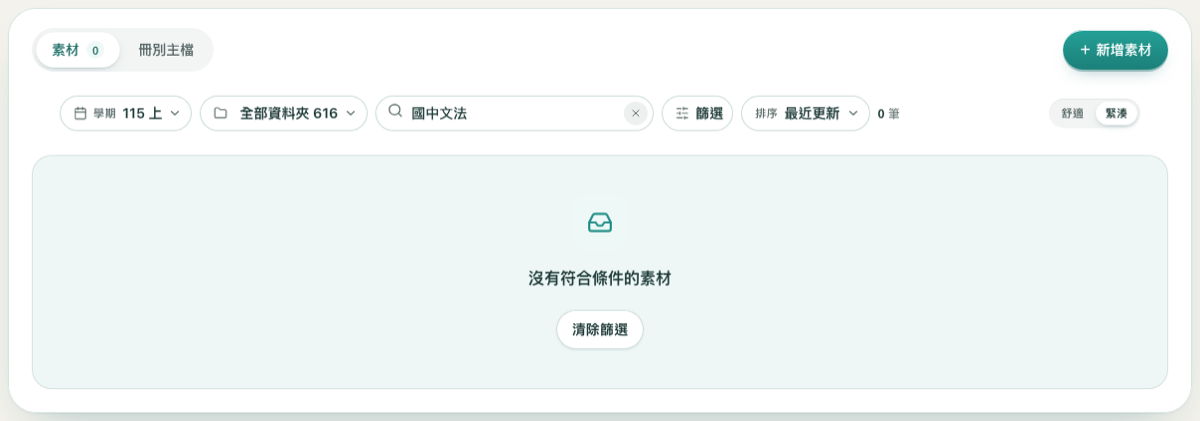 素材 0 冊別主檔 + 新增素材
學期 115 上 全部資料夾 616 國中文法 篩選 排序 最近更新 0 筆 舒適 緊湊
沒有符合條件的素材
清除篩選